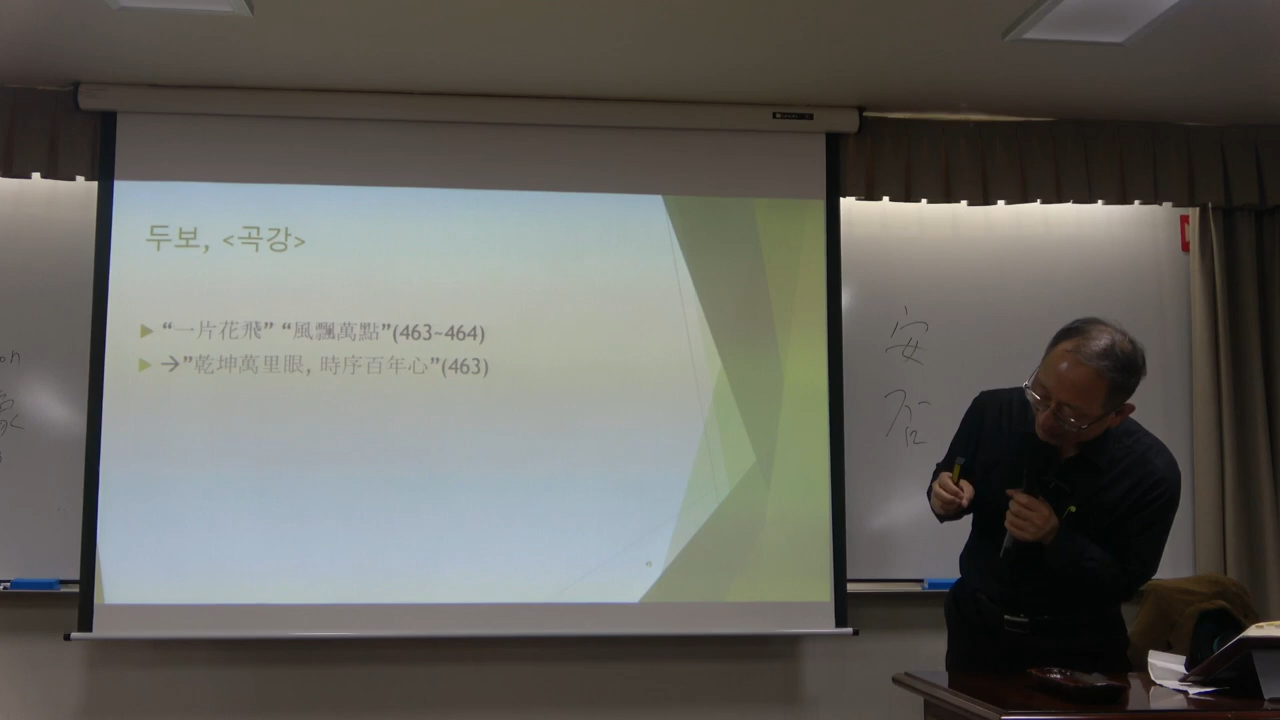 두보, <곡강>
“一片花飛” “風飄萬點”(463~464)
→”乾坤萬里眼, 時序百年心”(463)
on
安